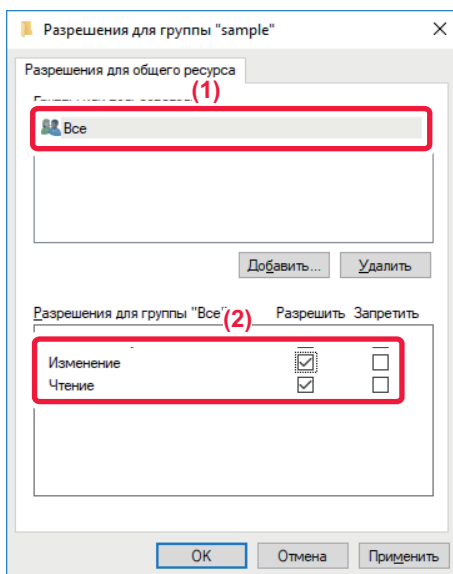 Разрешения для группы "sample"
Разрешения для общего ресурса
(1)
Все
Добавить... Удалить
Разрешения для группы "Все" (2) Разрешить Запретить
Изменение
Чтение
OK Отмена Применить